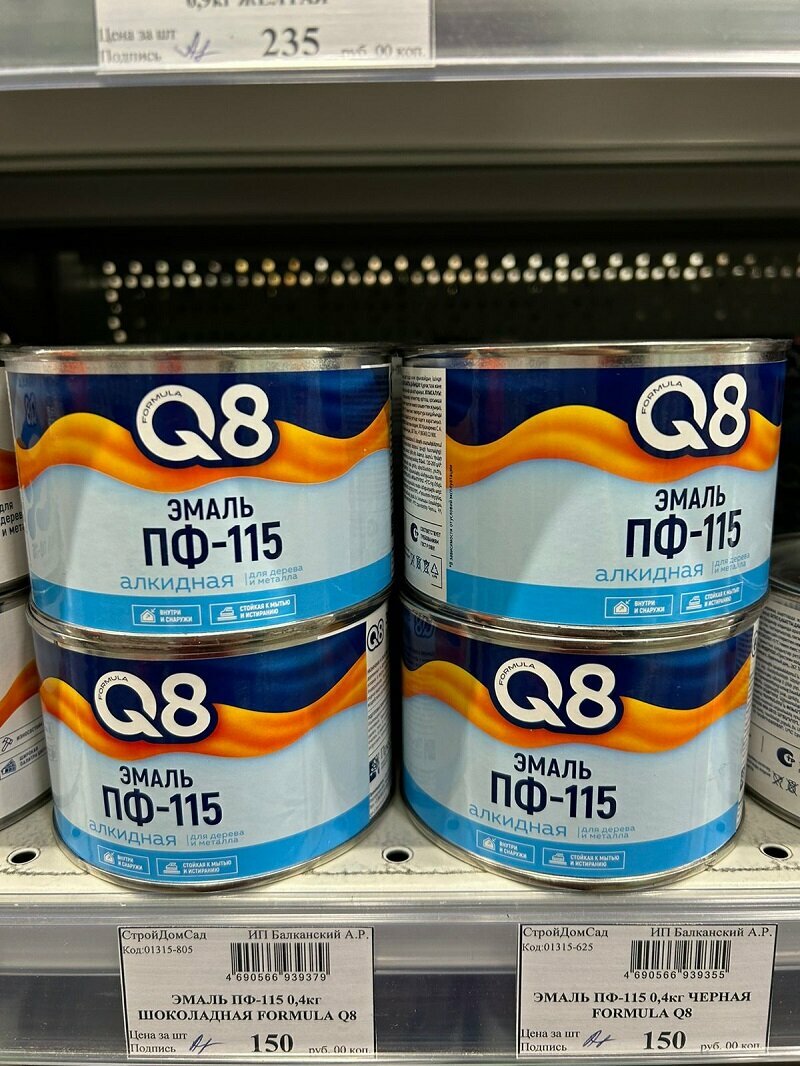 0,9кг ЖЕЛТАЯ
Цена за шт
Подпись
235 руб. 00 коп.
FORMULA
Q8
ЭМАЛЬ
ПФ-115
алкидная
для дерева
и металла
ВНУТРИ
И СНАРУЖИ
СТОЙКАЯ К МЫТЬЮ
И ИСТИРАНИЮ
FORMULA
Q8
ЭМАЛЬ
ПФ-115
алкидная
для дерева
и металла
ВНУТРИ
И СНАРУЖИ
СТОЙКАЯ К МЫТЬЮ
И ИСТИРАНИЮ
FORMULA
Q8
ЭМАЛЬ
ПФ-115
алкидная
для дерева
и металла
ВНУТРИ
И СНАРУЖИ
СТОЙКАЯ К МЫТЬЮ
И ИСТИРАНИЮ
Q8
FORMULA
Q8
ЭМАЛЬ
ПФ-115
алкидная
для дерева
и металла
ВНУТРИ
И СНАРУЖИ
СТОЙКАЯ К МЫТЬЮ
И ИСТИРАНИЮ
СтройДомСад ИП Балканский А.Р.
Код:01315-805
4 690566 939379
ЭМАЛЬ ПФ-115 0,4кг
ШОКОЛАДНАЯ FORMULA Q8
Цена за шт
Подпись
150 руб. 00 коп.
СтройДомСад ИП Балканский А.Р.
Код:01315-625
4 690566 939355
ЭМАЛЬ ПФ-115 0,4кг ЧЕРНАЯ
FORMULA Q8
Цена за шт
Подпись
150 руб. 00 коп.